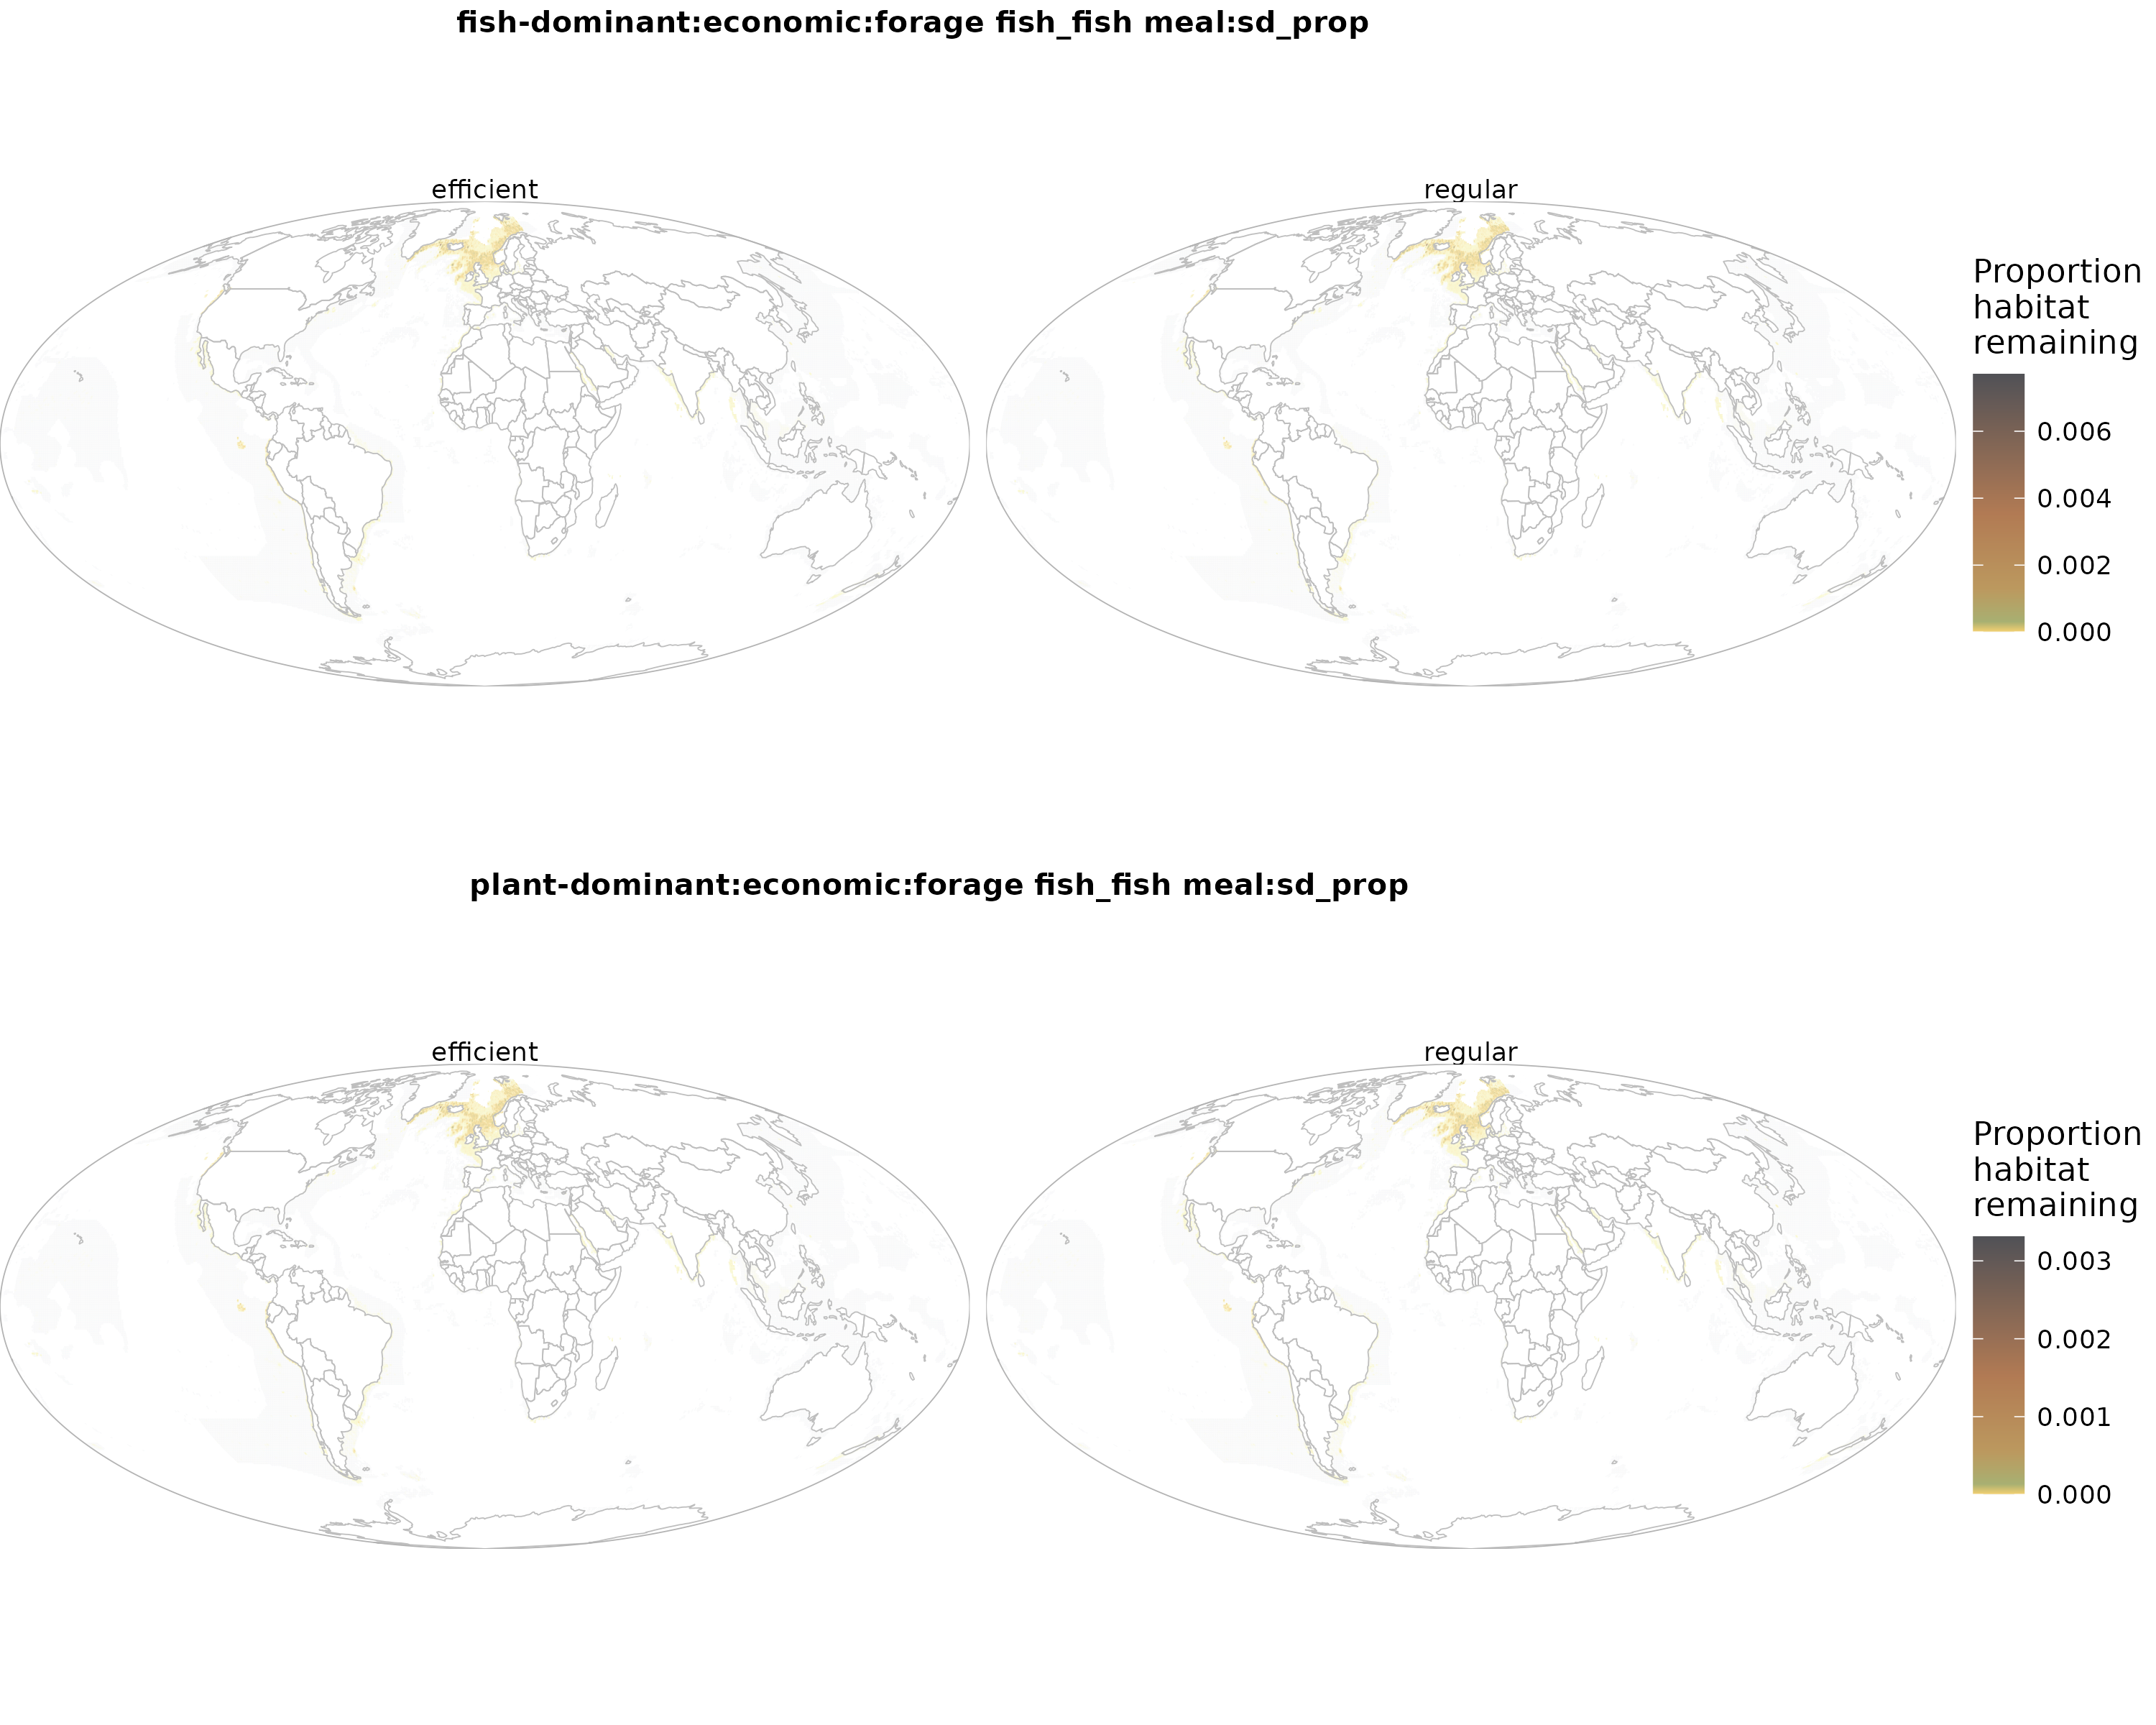 fish-dominant:economic:forage fish_fish meal:sd_prop
efficient
regular
Proportion
habitat
remaining
0.006
0.004
0.002
0.000
plant-dominant:economic:forage fish_fish meal:sd_prop
efficient
regular
Proportion
habitat
remaining
0.003
0.002
0.001
0.000